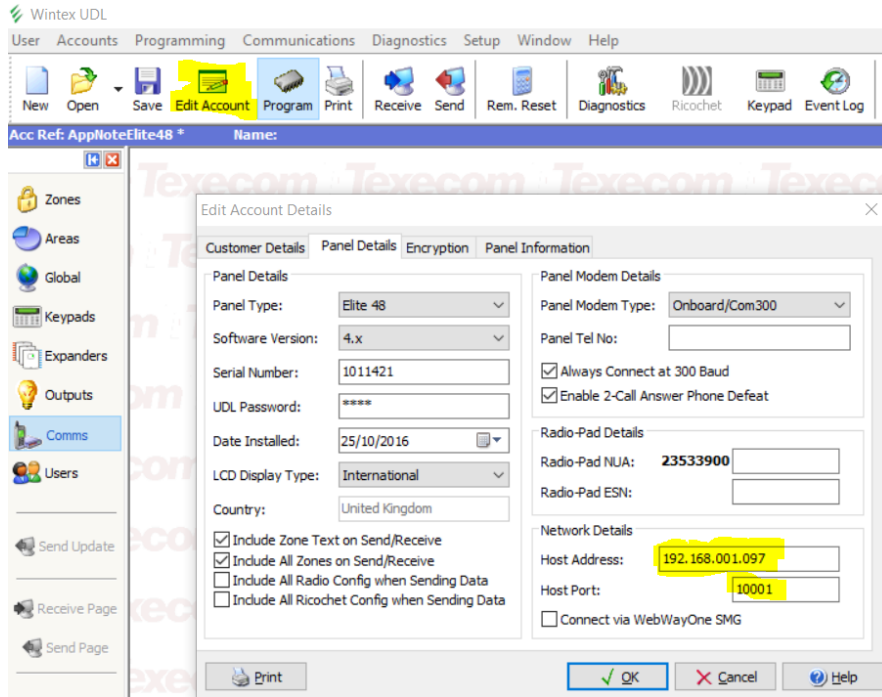 Wintex UDL
User Accounts Programming Communications Diagnostics Setup Window Help
New Open Save Edit Account Program Print Receive Send Rem. Reset Diagnostics Ricochet Keypad Event Log
Acc Ref: AppNoteElite48 * Name:
Texecom Texecom Texecom Texec
Zones
Areas
Global
Keypads
Expanders
Outputs
Comms
Users
Send Update
Receive Page
Send Page
Edit Account Details
Customer Details Panel Details Encryption Panel Information
Panel Details
Panel Type: Elite 48
Software Version: 4.x
Serial Number: 1011421
UDL Password: ****
Date Installed: 25/10/2016
LCD Display Type: International
Country: United Kingdom
Include Zone Text on Send/Receive
Include All Zones on Send/Receive
Include All Radio Config when Sending Data
Include All Ricochet Config when Sending Data
Panel Modem Details
Panel Modem Type: Onboard/Com300
Panel Tel No:
Always Connect at 300 Baud
Enable 2-Call Answer Phone Defeat
Radio-Pad Details
Radio-Pad NUA: 23533900
Radio-Pad ESN:
Network Details
Host Address: 192.168.001.097
Host Port: 10001
Connect via WebWayOne SMG
Print OK Cancel Help